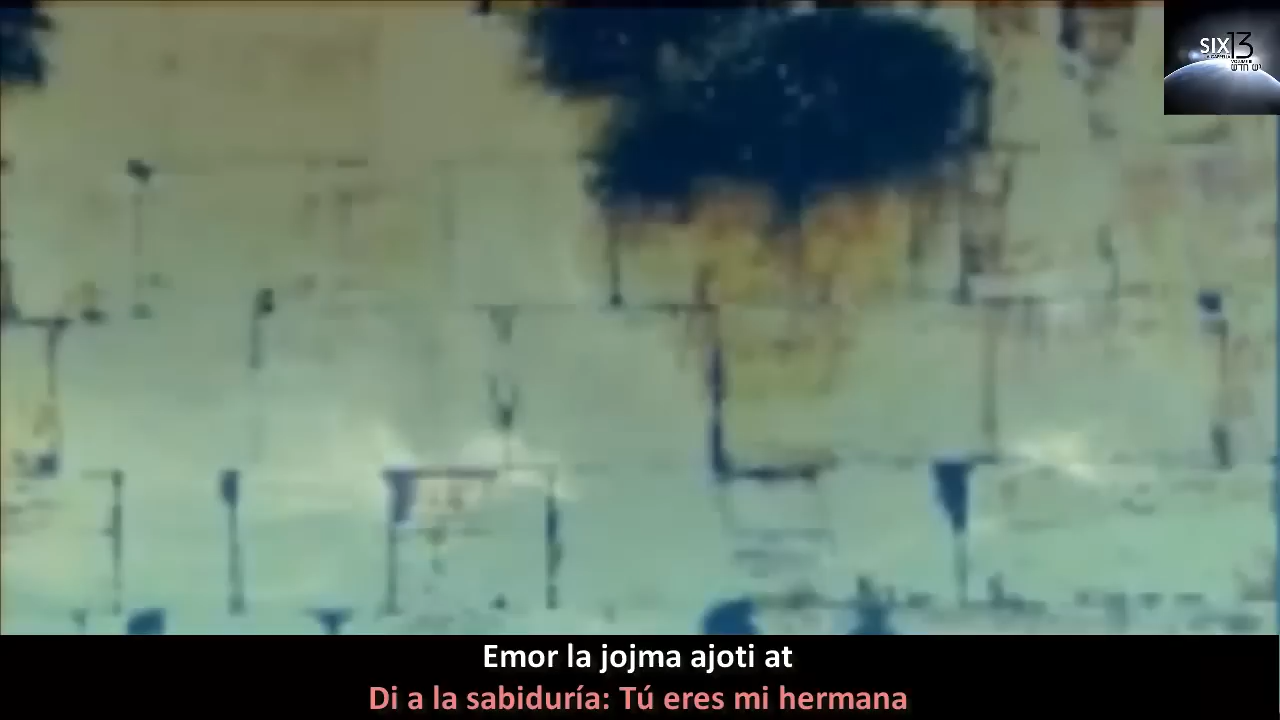 SIX13
Emor la jojma ajoti at
Di a la sabiduría: Tú eres mi hermana